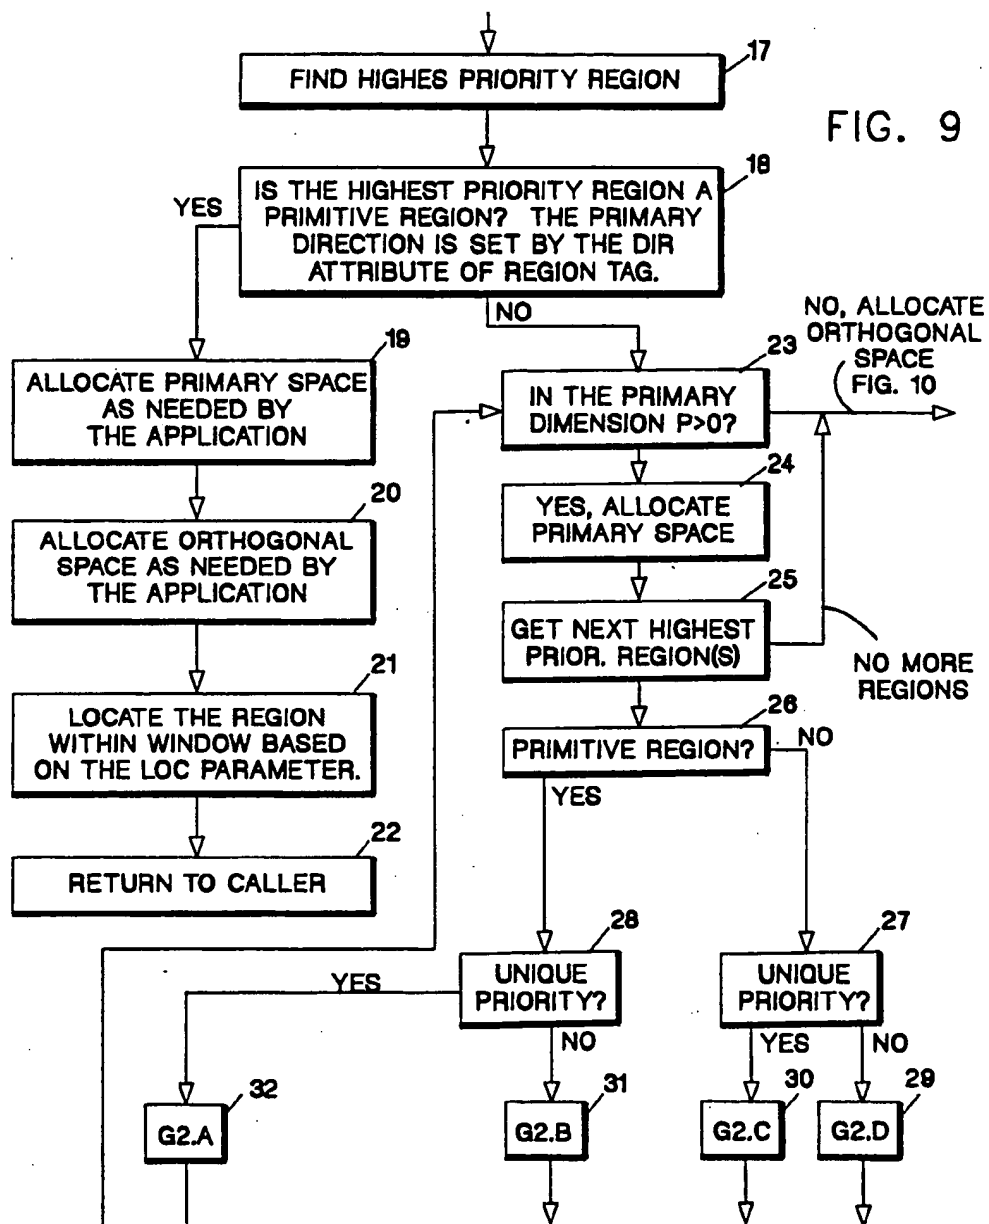 17
FIND HIGHES PRIORITY REGION
FIG. 9
18
IS THE HIGHEST PRIORITY REGION A
PRIMITIVE REGION? THE PRIMARY
DIRECTION IS SET BY THE DIR
ATTRIBUTE OF REGION TAG.
YES
NO
19
ALLOCATE PRIMARY SPACE
AS NEEDED BY
THE APPLICATION
20
ALLOCATE ORTHOGONAL
SPACE AS NEEDED BY
THE APPLICATION
21
LOCATE THE REGION
WITHIN WINDOW BASED
ON THE LOC PARAMETER.
22
RETURN TO CALLER
23
IN THE PRIMARY
DIMENSION P>0?
NO, ALLOCATE
ORTHOGONAL
SPACE
FIG. 10
24
YES, ALLOCATE
PRIMARY SPACE
25
GET NEXT HIGHEST
PRIOR. REGION(S)
NO MORE
REGIONS
26
PRIMITIVE REGION?
NO
YES
28
UNIQUE
PRIORITY?
YES
NO
27
UNIQUE
PRIORITY?
YES
NO
32
G2.A
31
G2.B
30
G2.C
29
G2.D